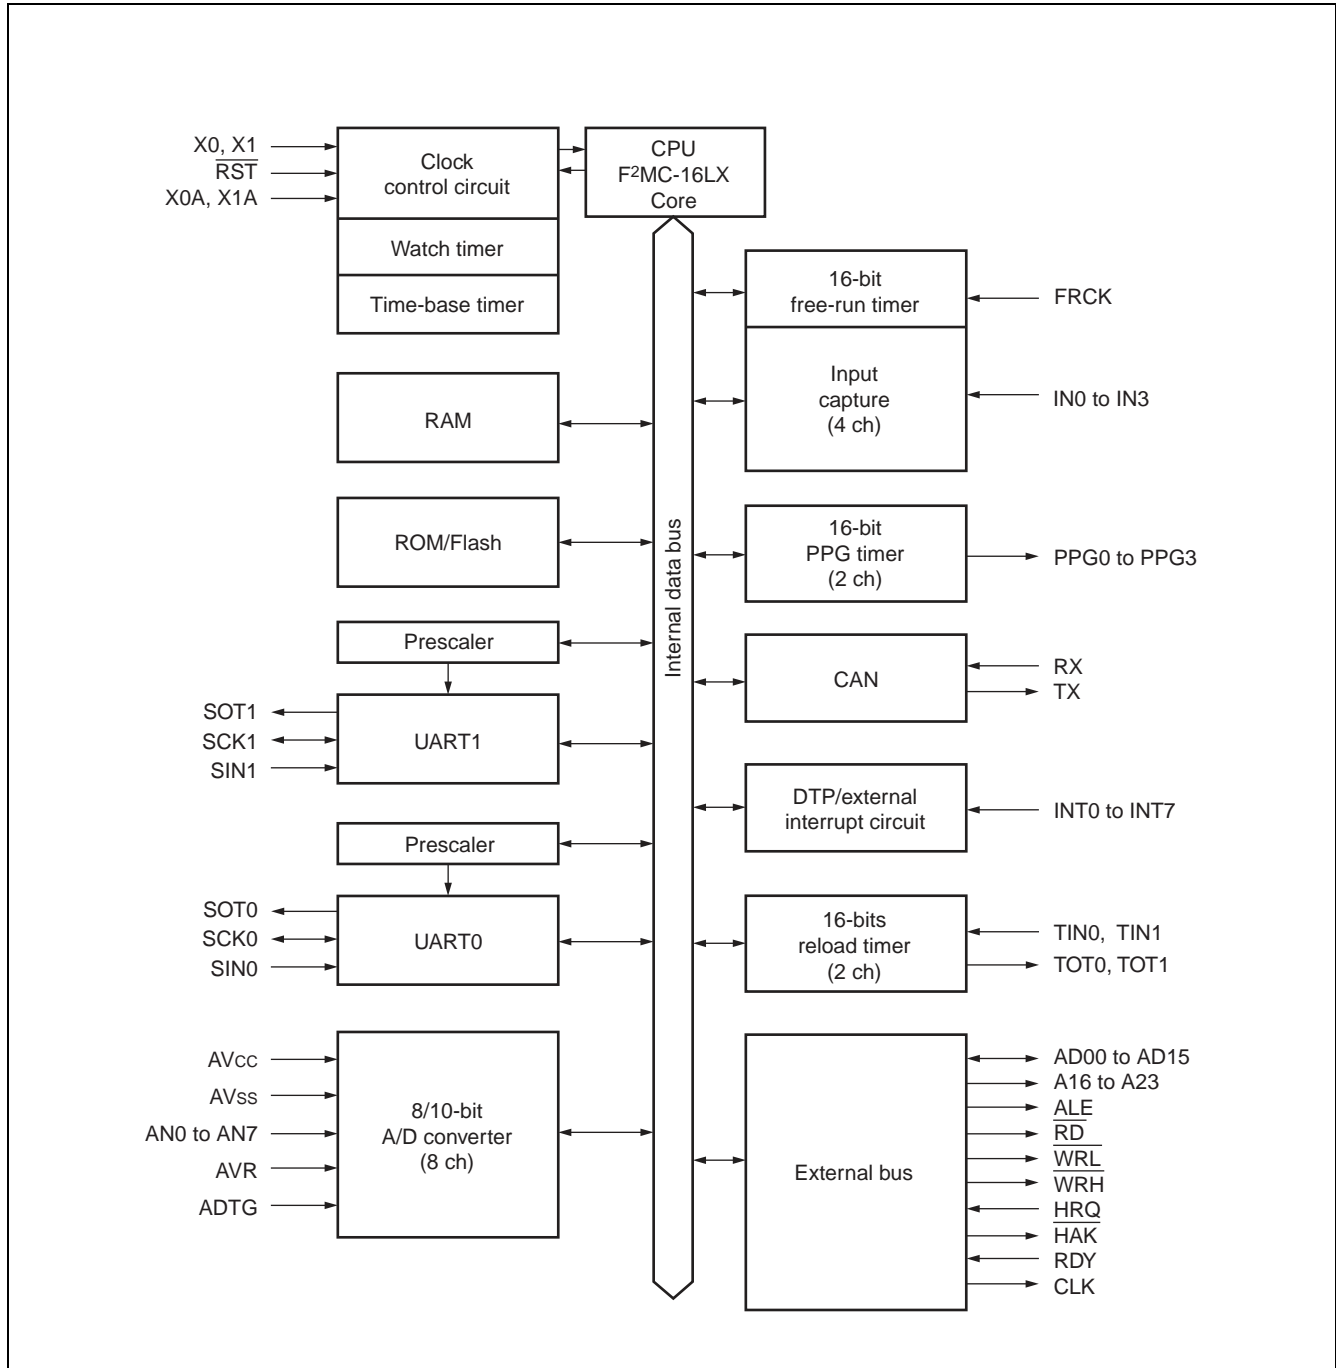 X0, X1
RST
X0A, X1A
Clock
control circuit
Watch timer
Time-base timer
CPU
F²MC-16LX
Core
RAM
ROM/Flash
Prescaler
SOT1
SCK1
SIN1
UART1
Prescaler
SOT0
SCK0
SIN0
UART0
AVCC
AVSS
AN0 to AN7
AVR
ADTG
8/10-bit
A/D converter
(8 ch)
Internal data bus
16-bit
free-run timer
FRCK
Input
capture
(4 ch)
IN0 to IN3
16-bit
PPG timer
(2 ch)
PPG0 to PPG3
CAN
RX
TX
DTP/external
interrupt circuit
INT0 to INT7
16-bits
reload timer
(2 ch)
TIN0, TIN1
TOT0, TOT1
External bus
AD00 to AD15
A16 to A23
ALE
RD
WRL
WRH
HRQ
HAK
RDY
CLK